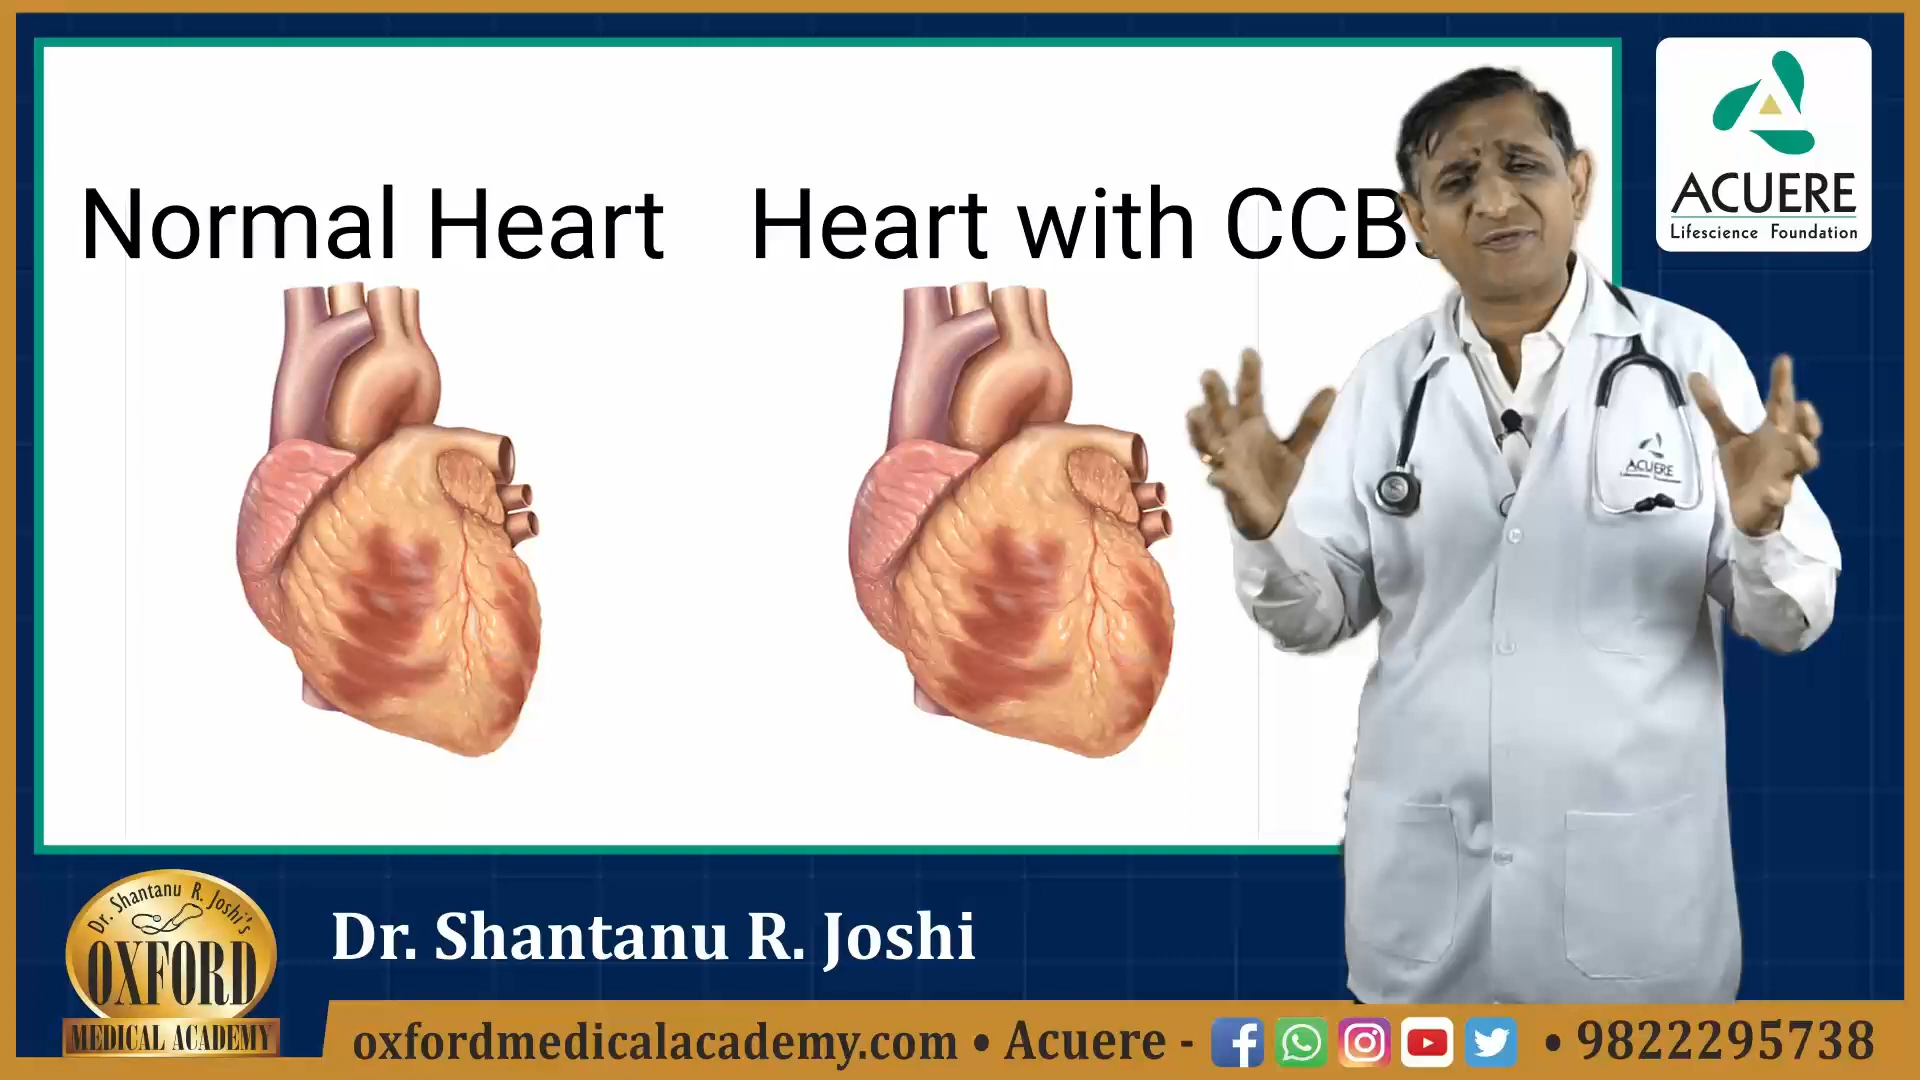 Normal Heart
Heart with CCBs
ACUERE
Lifescience Foundation
ACUERE
Dr. Shantanu R. Joshi's
OXFORD
MEDICAL ACADEMY
Dr. Shantanu R. Joshi
oxfordmedicalacademy.com • Acuere - • 9822295738